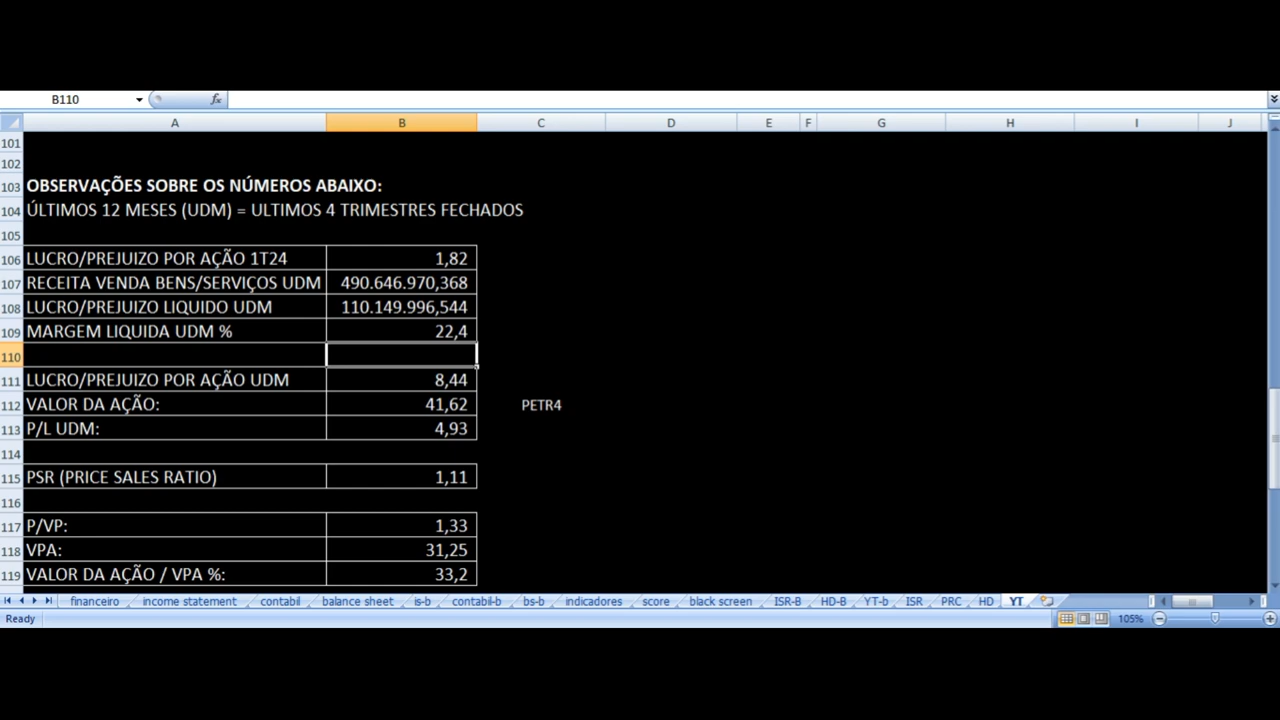 B110
fx
A B C D E F G H I J
101
102
103 OBSERVAÇÕES SOBRE OS NÚMEROS ABAIXO:
104 ÚLTIMOS 12 MESES (UDM) = ULTIMOS 4 TRIMESTRES FECHADOS
105
106 LUCRO/PREJUIZO POR AÇÃO 1T24 1,82
107 RECEITA VENDA BENS/SERVIÇOS UDM 490.646.970,368
108 LUCRO/PREJUIZO LIQUIDO UDM 110.149.996,544
109 MARGEM LIQUIDA UDM % 22,4
110
111 LUCRO/PREJUIZO POR AÇÃO UDM 8,44
112 VALOR DA AÇÃO: 41,62 PETR4
113 P/L UDM: 4,93
114
115 PSR (PRICE SALES RATIO) 1,11
116
117 P/VP: 1,33
118 VPA: 31,25
119 VALOR DA AÇÃO / VPA %: 33,2
financeiro income statement contabil balance sheet is-b contabil-b bs-b indicadores score black screen ISR-B HD-B YT-b ISR PRC HD YT
Ready 105%